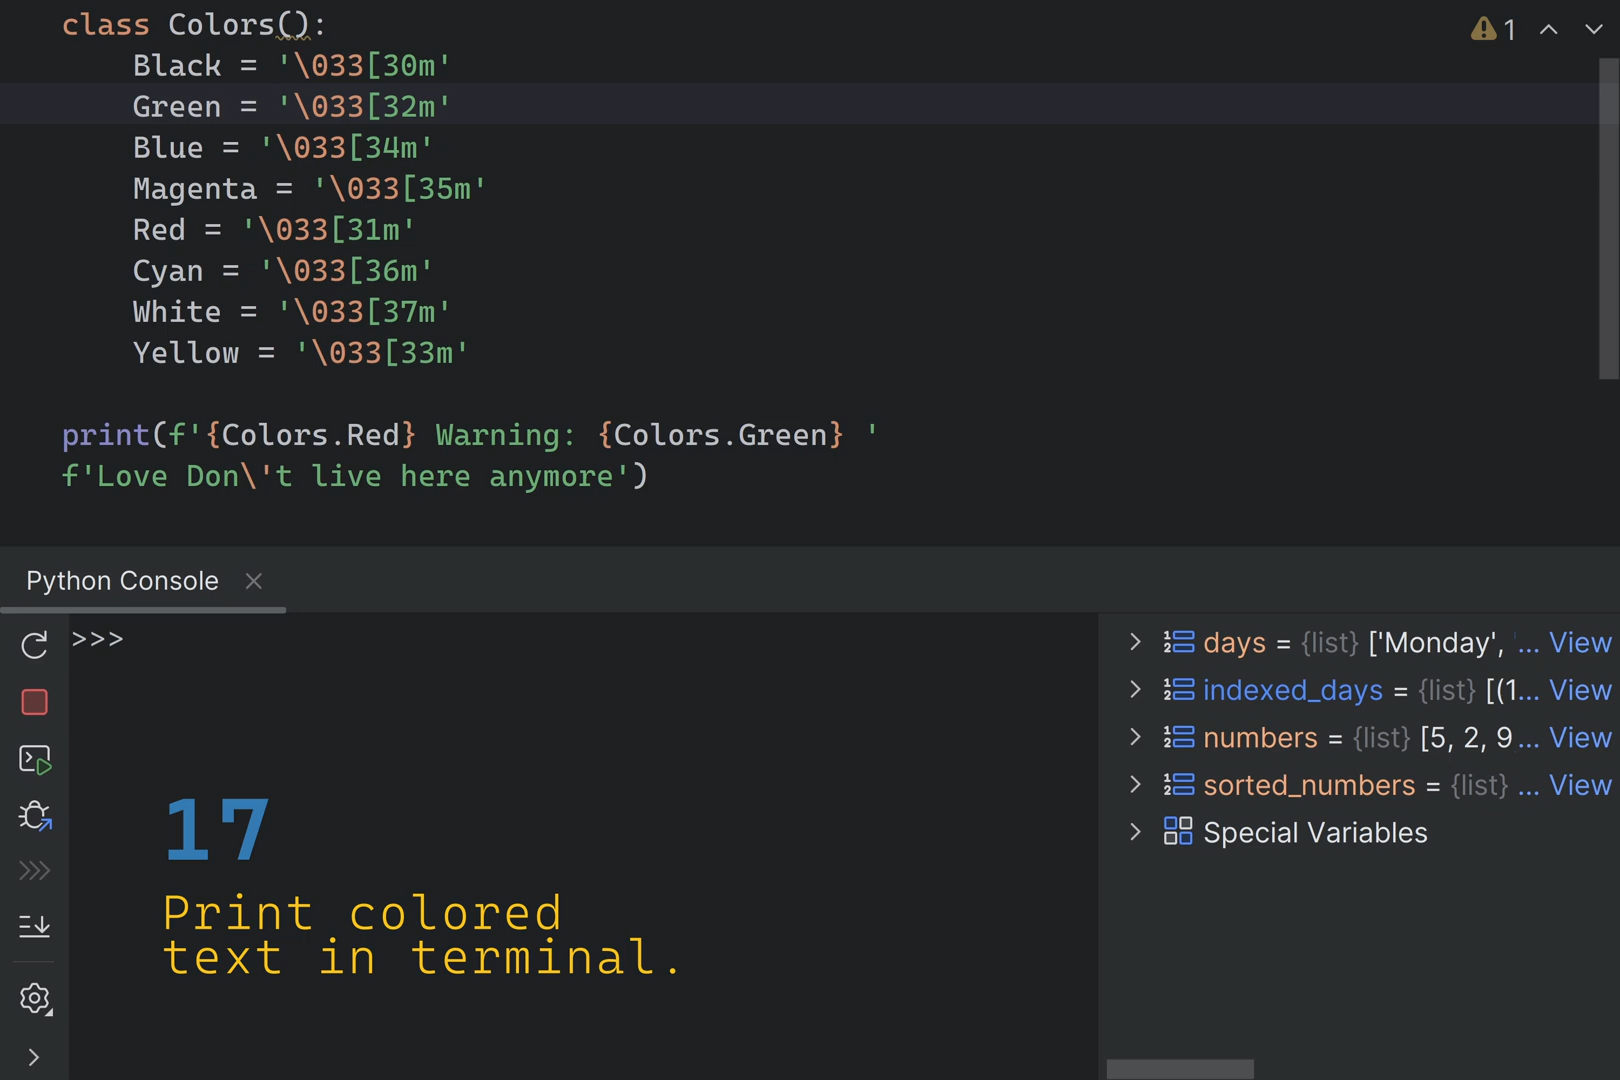 class Colors():
1
Black = '\033[30m'
Green = '\033[32m'
Blue = '\033[34m'
Magenta = '\033[35m'
Red = '\033[31m'
Cyan = '\033[36m'
White = '\033[37m'
Yellow = '\033[33m'
print(f'{Colors.Red} Warning: {Colors.Green} '
f'Love Don\'t live here anymore')
Python Console
>>>
17
Print colored
text in terminal.
days = {list} ['Monday', '... View
indexed_days = {list} [(1... View
numbers = {list} [5, 2, 9 ... View
sorted_numbers = {list} ... View
Special Variables